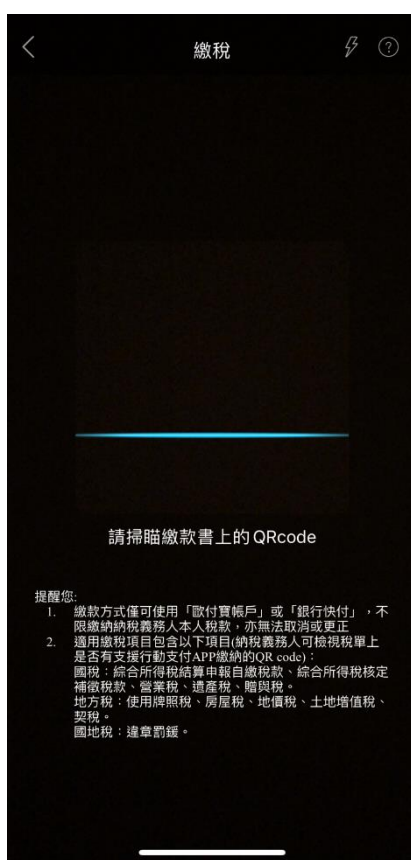 繳稅
請掃瞄繳款書上的QRcode
提醒您:
1. 繳款方式僅可使用「歐付寶帳戶」或「銀行快付」，不
限繳納納稅義務人本人稅款，亦無法取消或更正
2. 適用繳稅項目包含以下項目(納稅義務人可檢視稅單上
是否有支援行動支付APP繳納的QR code)：
國稅：綜合所得稅結算申報自繳稅款、綜合所得稅核定
補徵稅款、營業稅、遺產稅、贈與稅。
地方稅：使用牌照稅、房屋稅、地價稅、土地增值稅、
契稅。
國地稅：違章罰鍰。